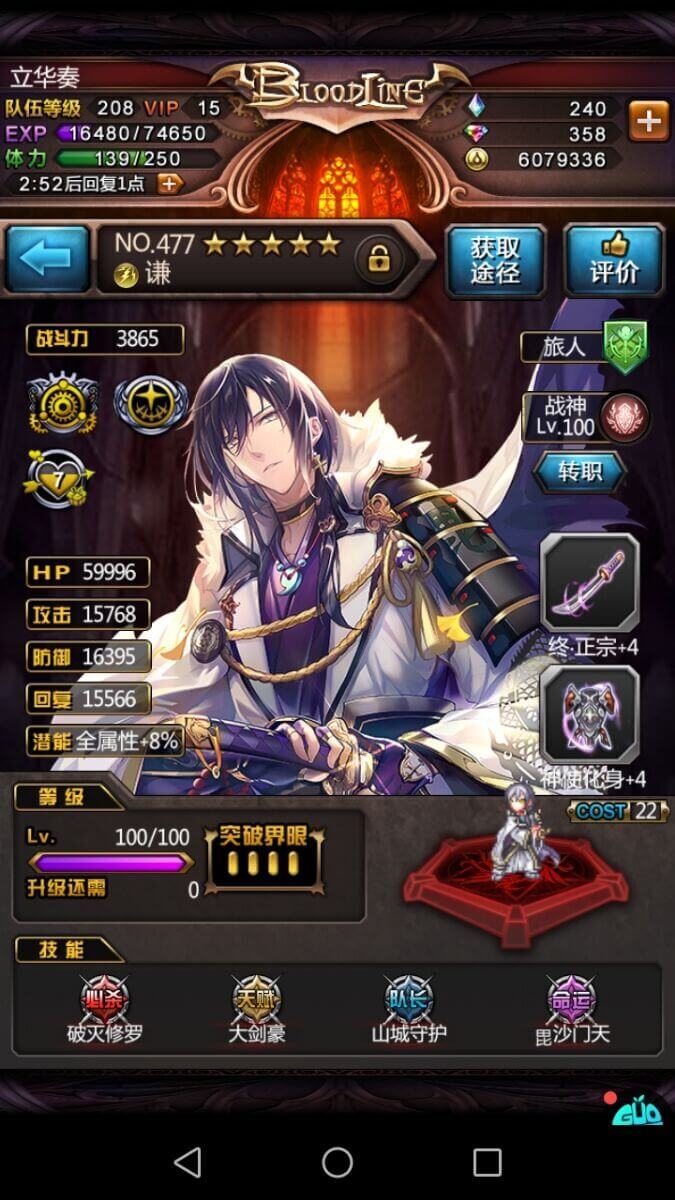 立华奏
BLOODLINE
队伍等级 208 VIP 15
240
EXP 16480/74650
358
体力 139/250
6079336
2:52后回复1点
NO.477
谦
获取
途径
评价
战斗力 3865
旅人
战神
Lv.100
转职
7
HP 59996
攻击 15768
终·正宗+4
防御 16395
回复 15566
潜能 全属性+8%
神使化身+4
等级
COST 22
Lv. 100/100
突破界限
升级还需 0
技能
必杀
天赋
队长
命运
破灭修罗
大剑豪
山城守护
毘沙门天
GUO